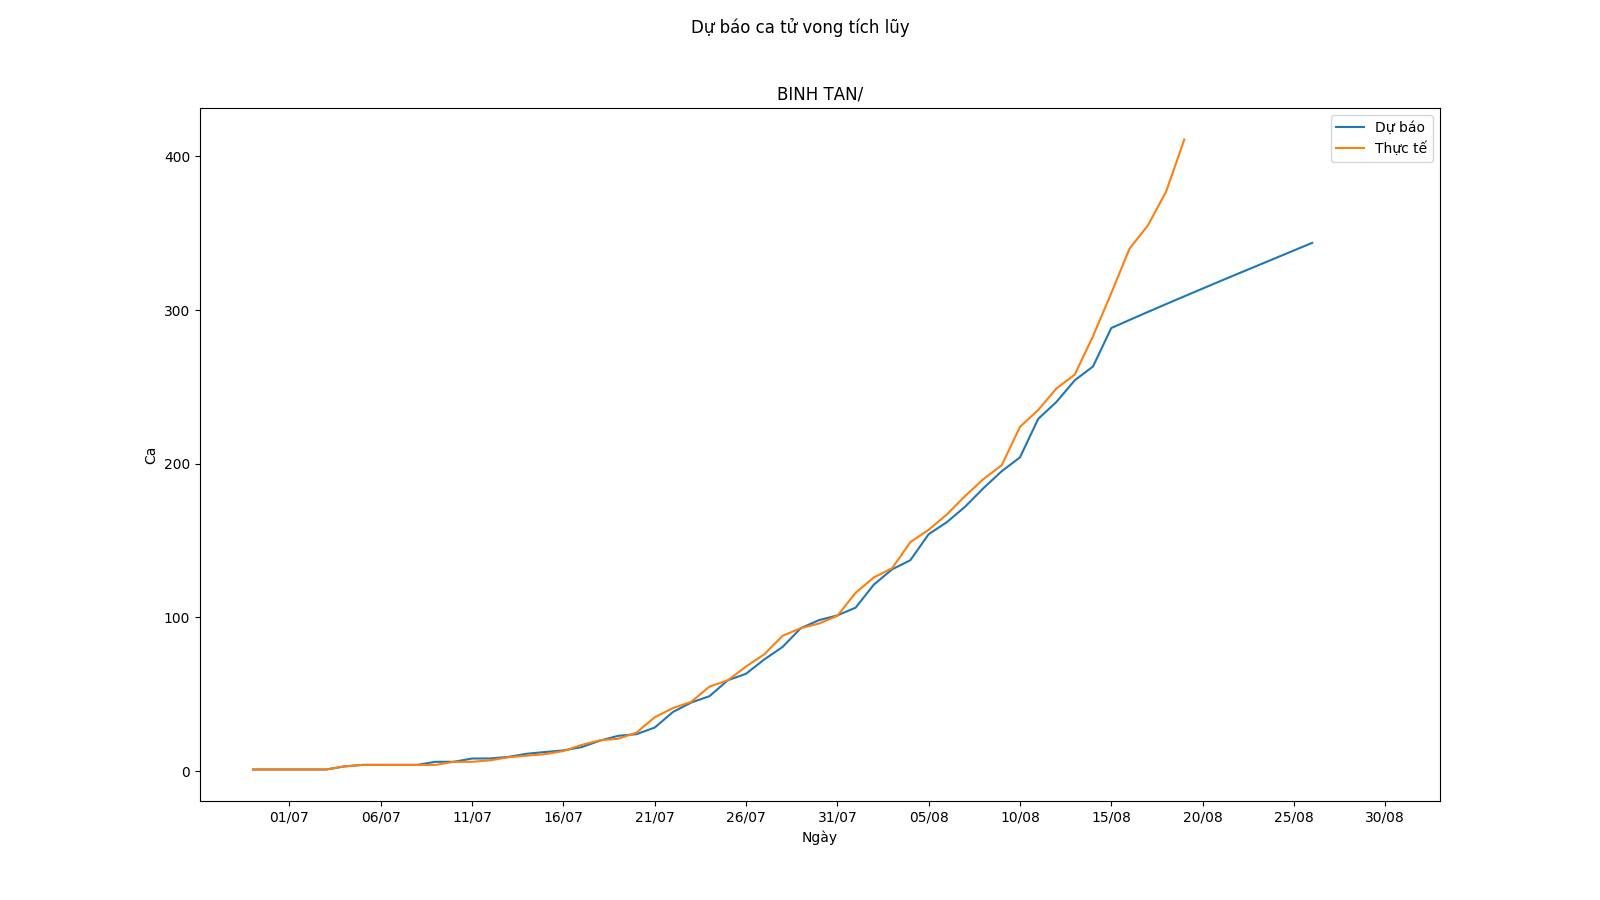 Dự báo ca tử vong tích lũy
BINH TAN/
Dự báo
Thực tế
400
300
200
100
0
Ca
01/07 06/07 11/07 16/07 21/07 26/07 31/07 05/08 10/08 15/08 20/08 25/08 30/08
Ngày